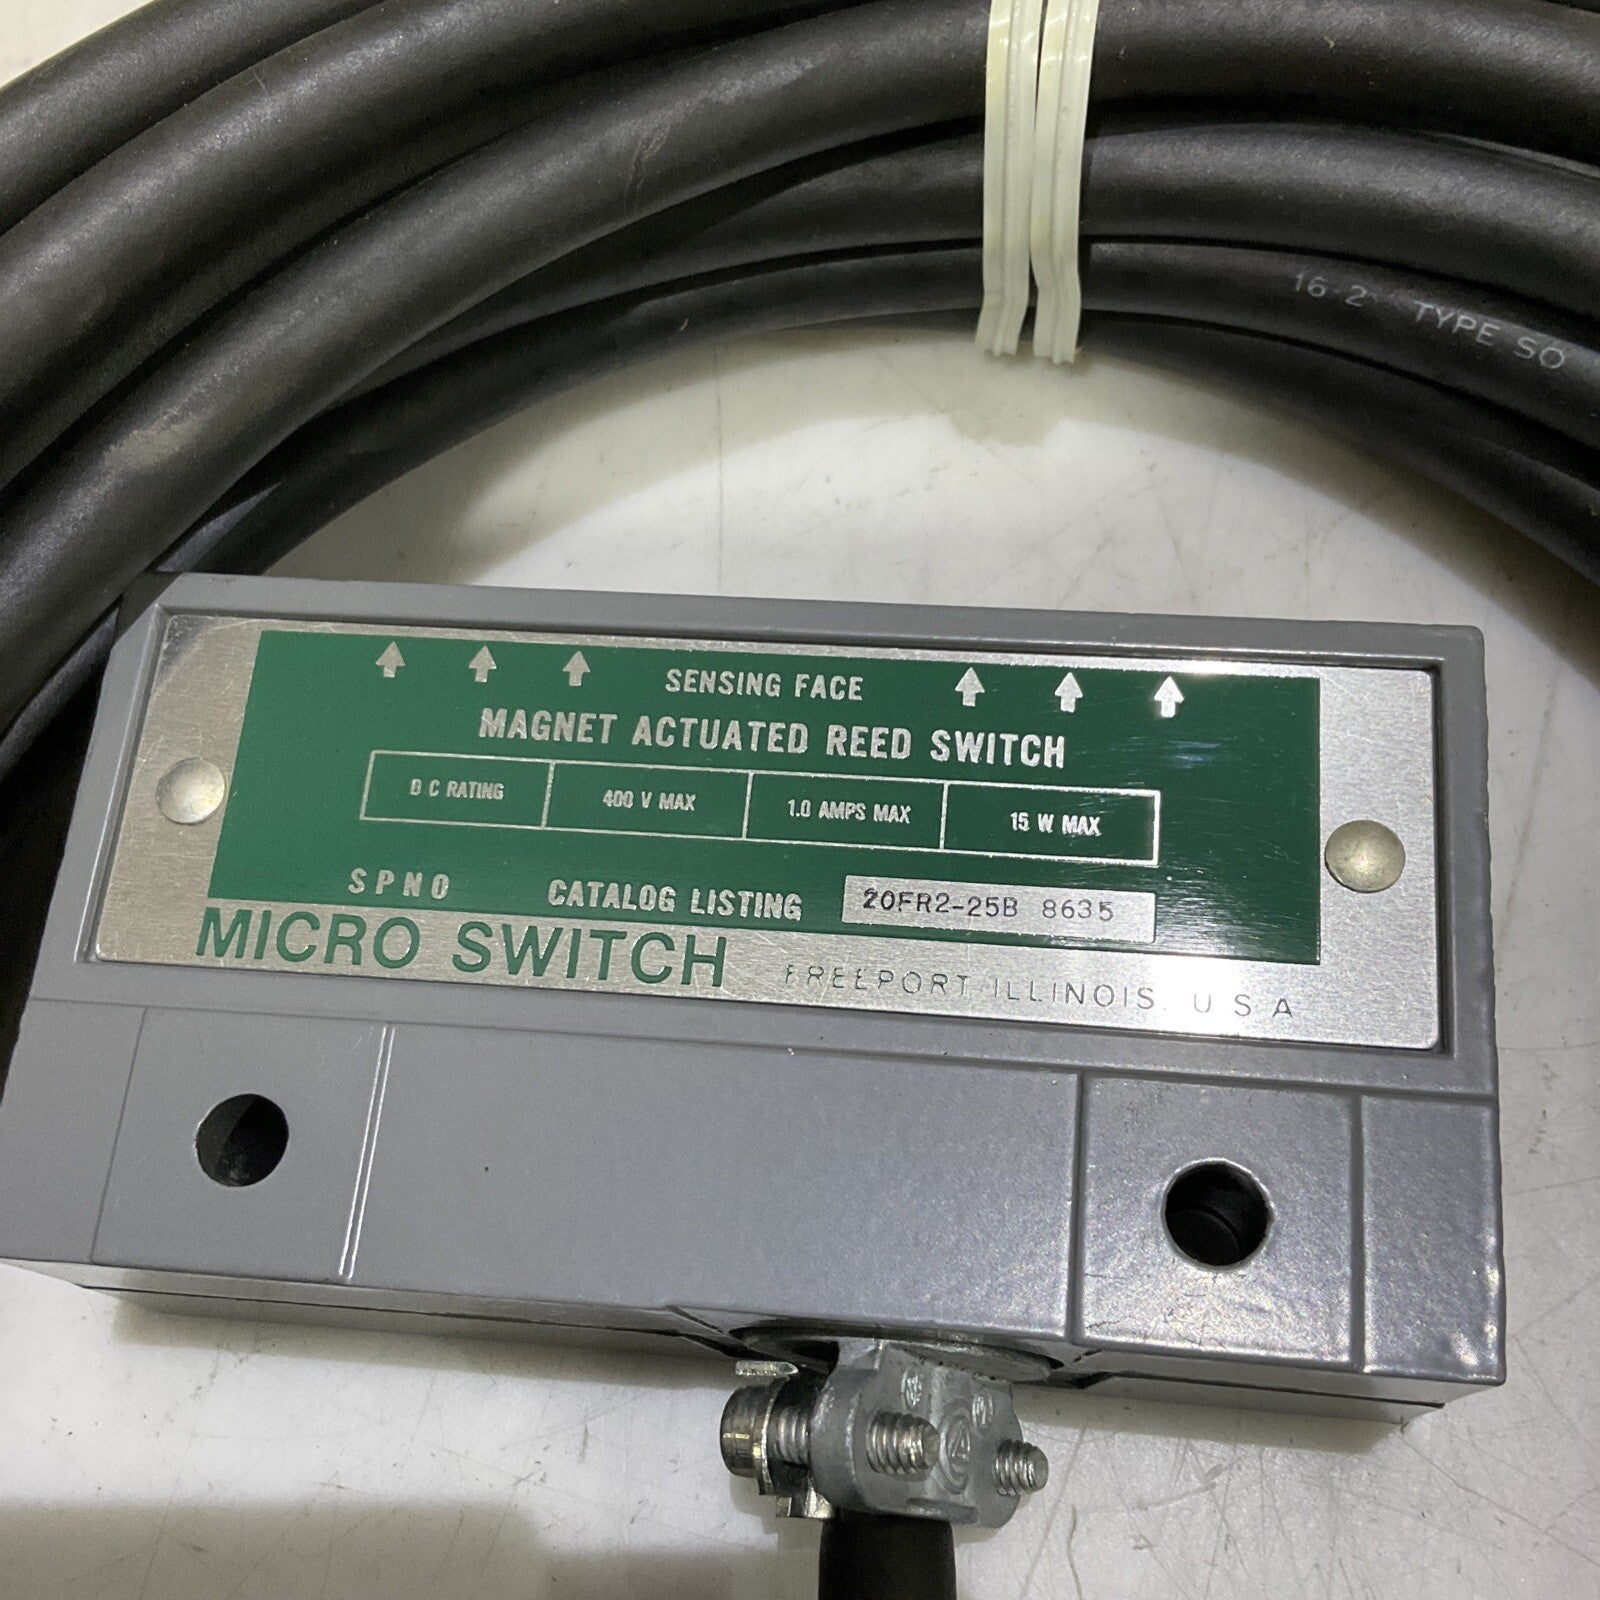 16-2 TYPE SO
SENSING FACE
MAGNET ACTUATED REED SWITCH
D C RATING 400 V MAX 1.0 AMPS MAX 15 W MAX
SPNO CATALOG LISTING 20FR2-25B 8635
MICRO SWITCH FREEPORT, ILLINOIS, U S A